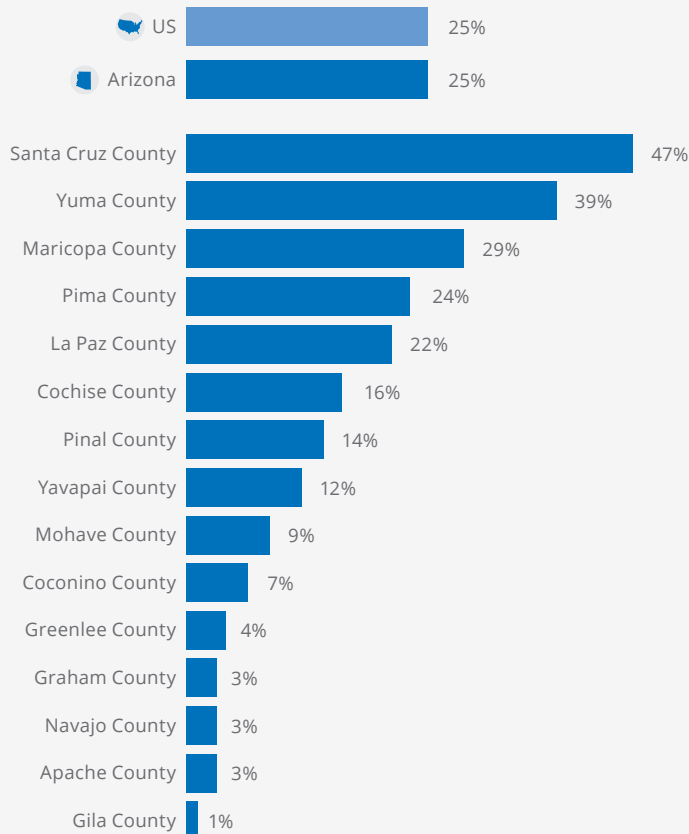 US 25%
Arizona 25%
Santa Cruz County 47%
Yuma County 39%
Maricopa County 29%
Pima County 24%
La Paz County 22%
Cochise County 16%
Pinal County 14%
Yavapai County 12%
Mohave County 9%
Coconino County 7%
Greenlee County 4%
Graham County 3%
Navajo County 3%
Apache County 3%
Gila County 1%